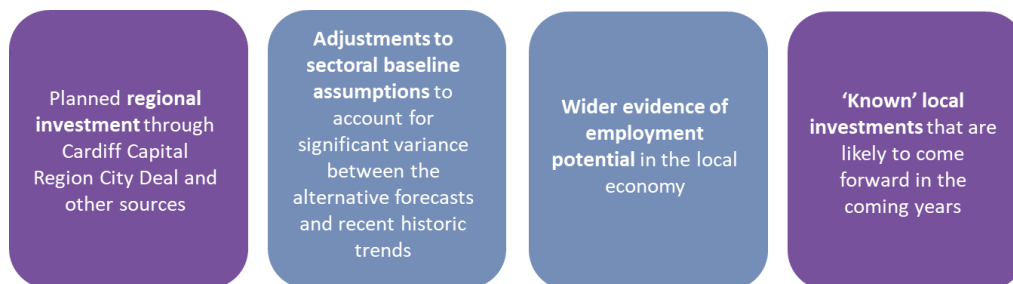 Planned regional
investment through
Cardiff Capital
Region City Deal and
other sources
Adjustments to
sectoral baseline
assumptions to
account for
significant variance
between the
alternative forecasts
and recent historic
trends
Wider evidence of
employment
potential in the local
economy
‘Known’ local
investments that are
likely to come
forward in the
coming years